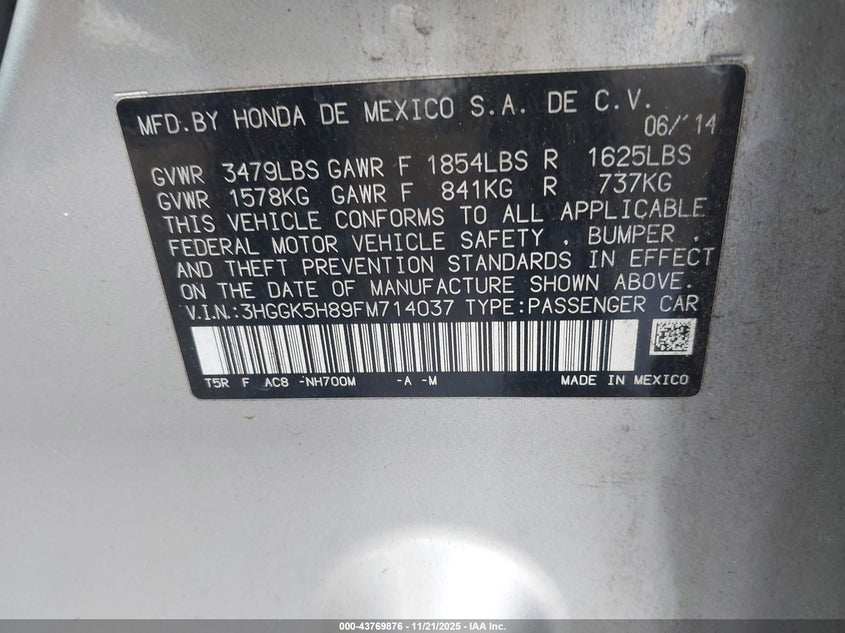 MFD.BY HONDA DE MEXICO S.A. DE C.V.
06/'14
GVWR 3479LBS GAWR F 1854LBS R 1625LBS
GVWR 1578KG GAWR F 841KG R 737KG
THIS VEHICLE CONFORMS TO ALL APPLICABLE
FEDERAL MOTOR VEHICLE SAFETY , BUMPER ,
AND THEFT PREVENTION STANDARDS IN EFFECT
ON THE DATE OF MANUFACTURE SHOWN ABOVE.
V.I.N.:3HGGK5H89FM714037 TYPE:PASSENGER CAR
T5R F AC8 -NH700M -A -M MADE IN MEXICO
000-43769876 | 11/21/2025 - IAA Inc.